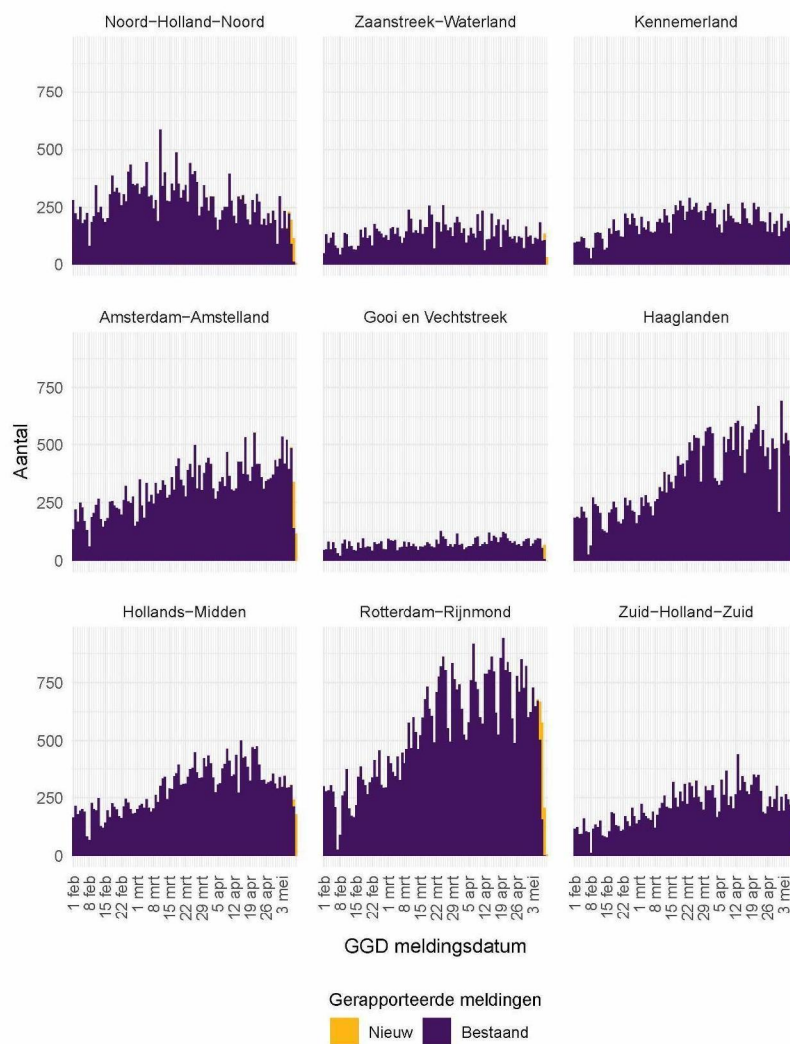 Noord-Holland-Noord
Zaanstreek-Waterland
Kennemerland
750
500
250
0
Amsterdam-Amstelland
Gooi en Vechtstreek
Haaglanden
750
500
250
0
Aantal
Hollands-Midden
Rotterdam-Rijnmond
Zuid-Holland-Zuid
750
500
250
0
1 feb
8 feb
15 feb
22 feb
1 mrt
8 mrt
15 mrt
22 mrt
29 mrt
5 apr
12 apr
19 apr
26 apr
3 mei
1 feb
8 feb
15 feb
22 feb
1 mrt
8 mrt
15 mrt
22 mrt
29 mrt
5 apr
12 apr
19 apr
26 apr
3 mei
1 feb
8 feb
15 feb
22 feb
1 mrt
8 mrt
15 mrt
22 mrt
29 mrt
5 apr
12 apr
19 apr
26 apr
3 mei
GGD meldingsdatum
Gerapporteerde meldingen
Nieuw Bestaand